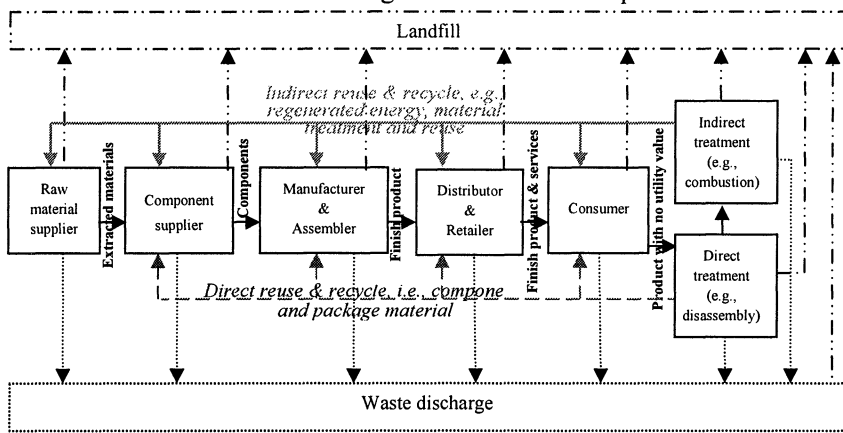 Landfill
Indirect reuse & recycle, e.g.,
regenerated energy, material
treatment and reuse
Indirect
treatment
(e.g.,
combustion)
Raw
material
supplier
Extracted materials
Component
supplier
Components
Manufacturer
&
Assembler
Finish product
Distributor
&
Retailer
Finish product & services
Consumer
Product with no utility value
Direct
treatment
(e.g.,
disassembly)
Direct reuse & recycle, i.e., compone
and package material
Waste discharge